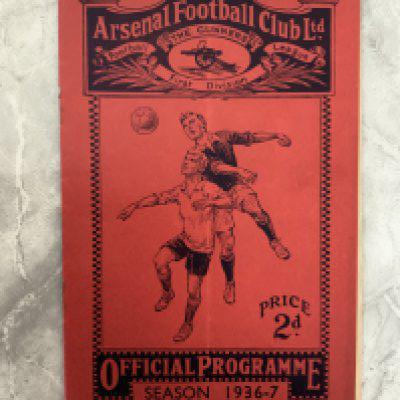 Arsenal Football Club Ltd.
THE GUNNERS
Football League
First Division
PRICE
2d.
OFFICIAL PROGRAMME
SEASON 1936-7